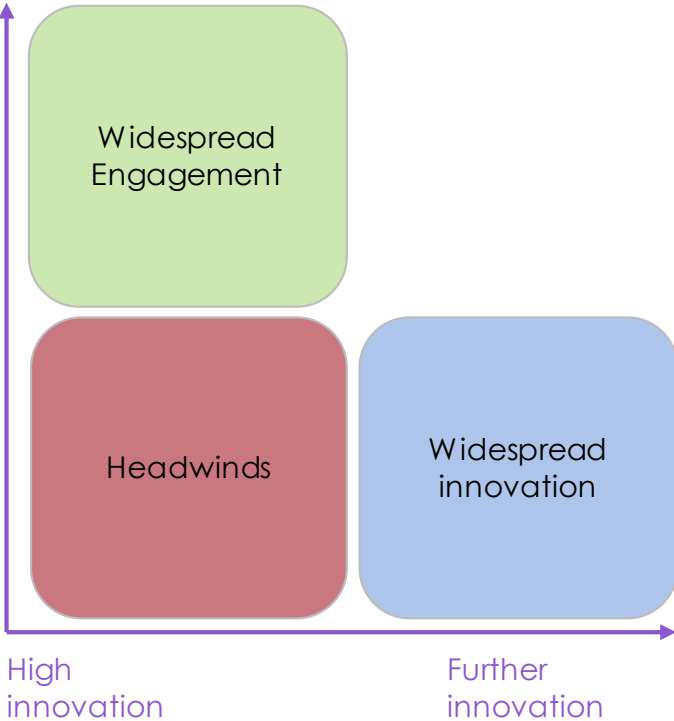 Widespread
Engagement
Headwinds
Widespread
innovation
High
innovation
Further
innovation